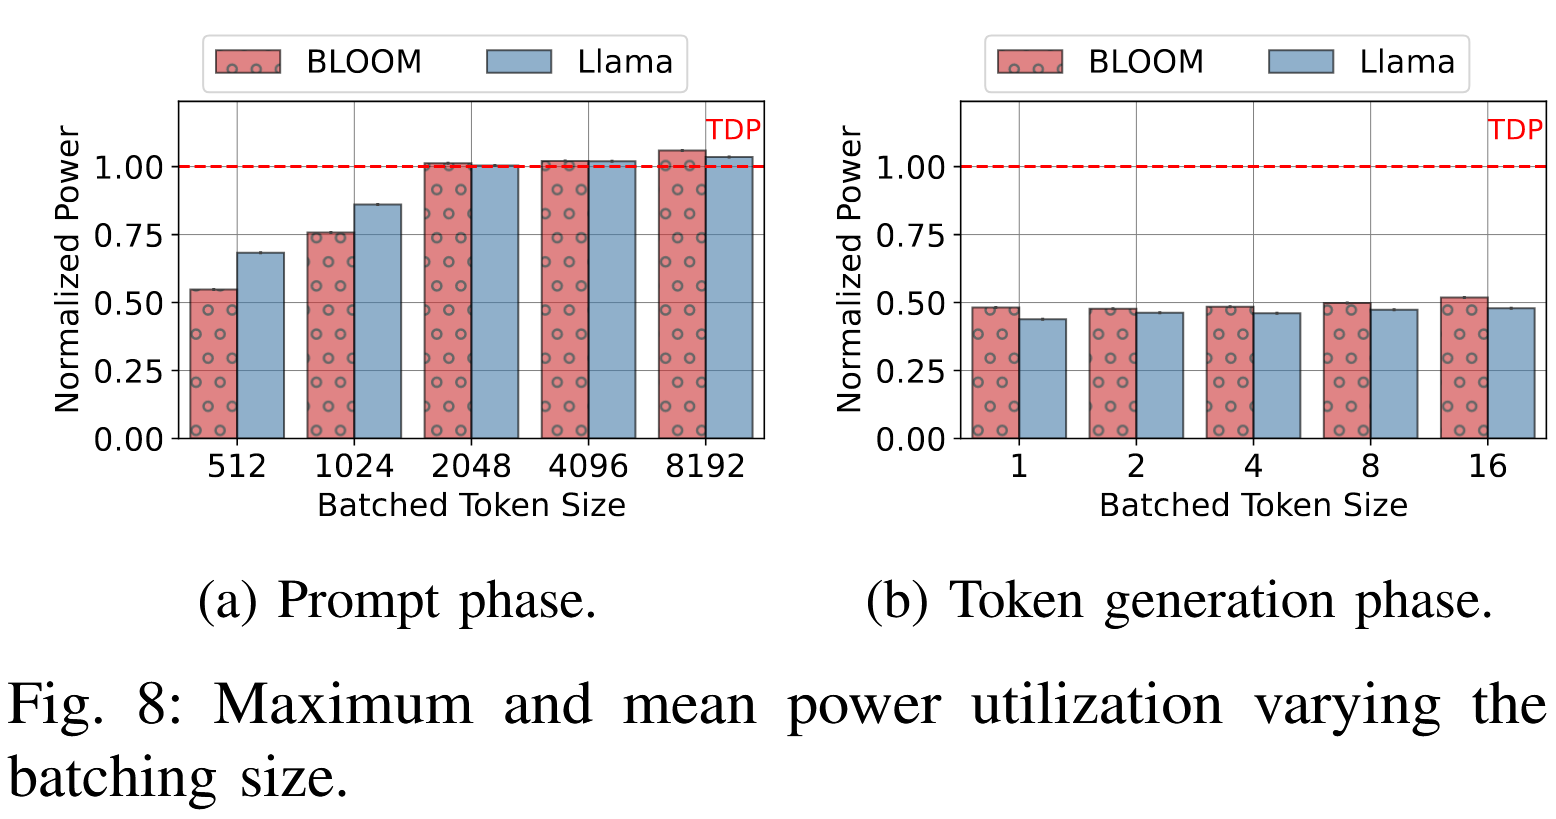 BLOOM Llama
TDP
Normalized Power
1.00
0.75
0.50
0.25
0.00
512 1024 2048 4096 8192
Batched Token Size
(a) Prompt phase.
BLOOM Llama
TDP
Normalized Power
1.00
0.75
0.50
0.25
0.00
1 2 4 8 16
Batched Token Size
(b) Token generation phase.
Fig. 8: Maximum and mean power utilization varying the
batching size.